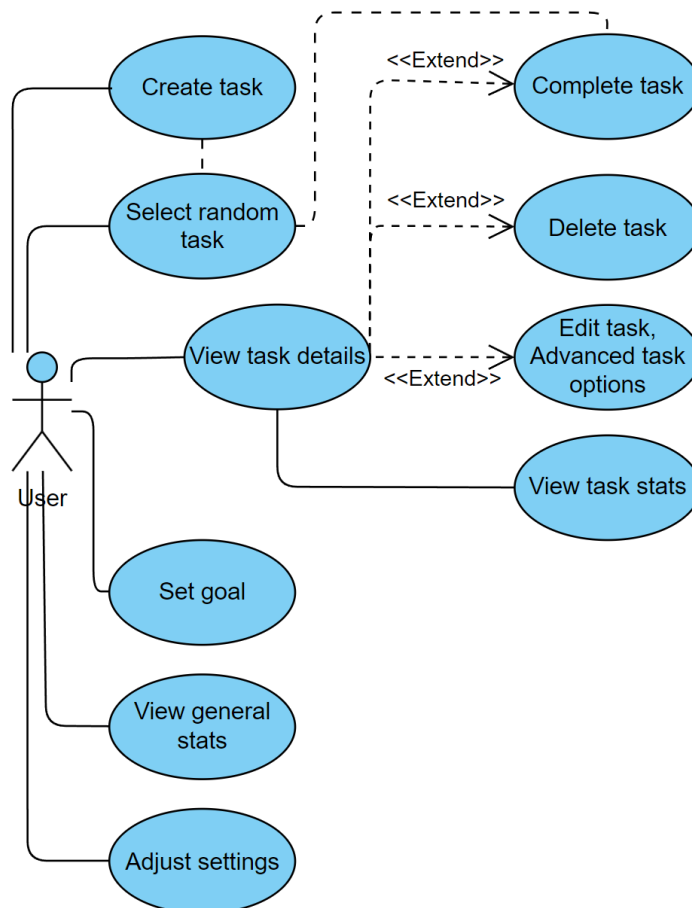 Create task
<<Extend>>
Complete task
Select random
task
<<Extend>>
Delete task
View task details
<<Extend>>
Edit task,
Advanced task
options
User
View task stats
Set goal
View general
stats
Adjust settings